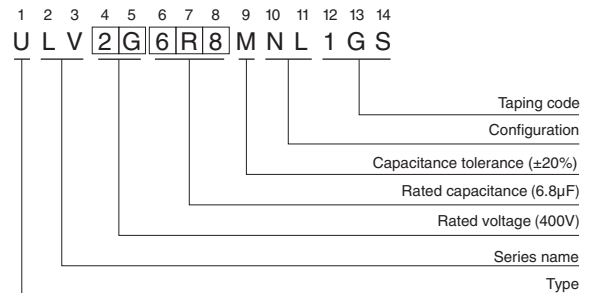 1 2 3 4 5 6 7 8 9 10 11 12 13 14
U L V 2 G 6 R 8 M N L 1 G S
Taping code
Configuration
Capacitance tolerance (±20%)
Rated capacitance (6.8µF)
Rated voltage (400V)
Series name
Type